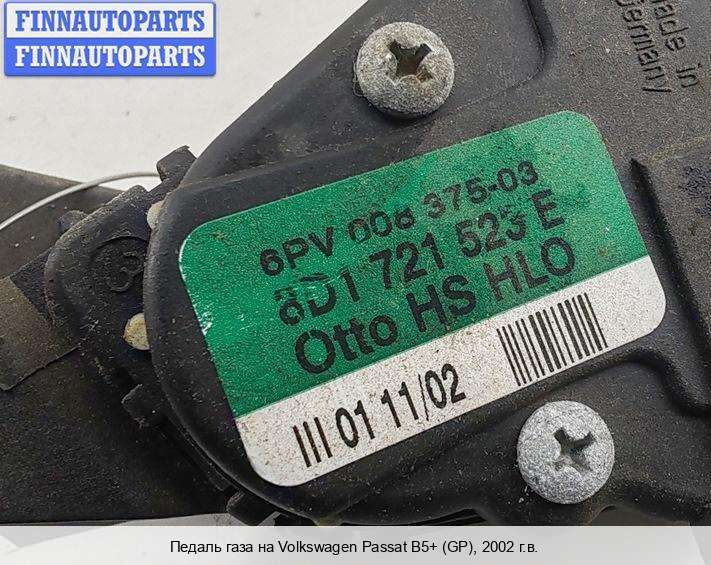 FINNAUTOPARTS
FINNAUTOPARTS
Made in
Germany
6PV 008 375-03
8D1 721 523 E
Otto HS HLO
III 01 11/02
Педаль газа на Volkswagen Passat B5+ (GP), 2002 г.в.